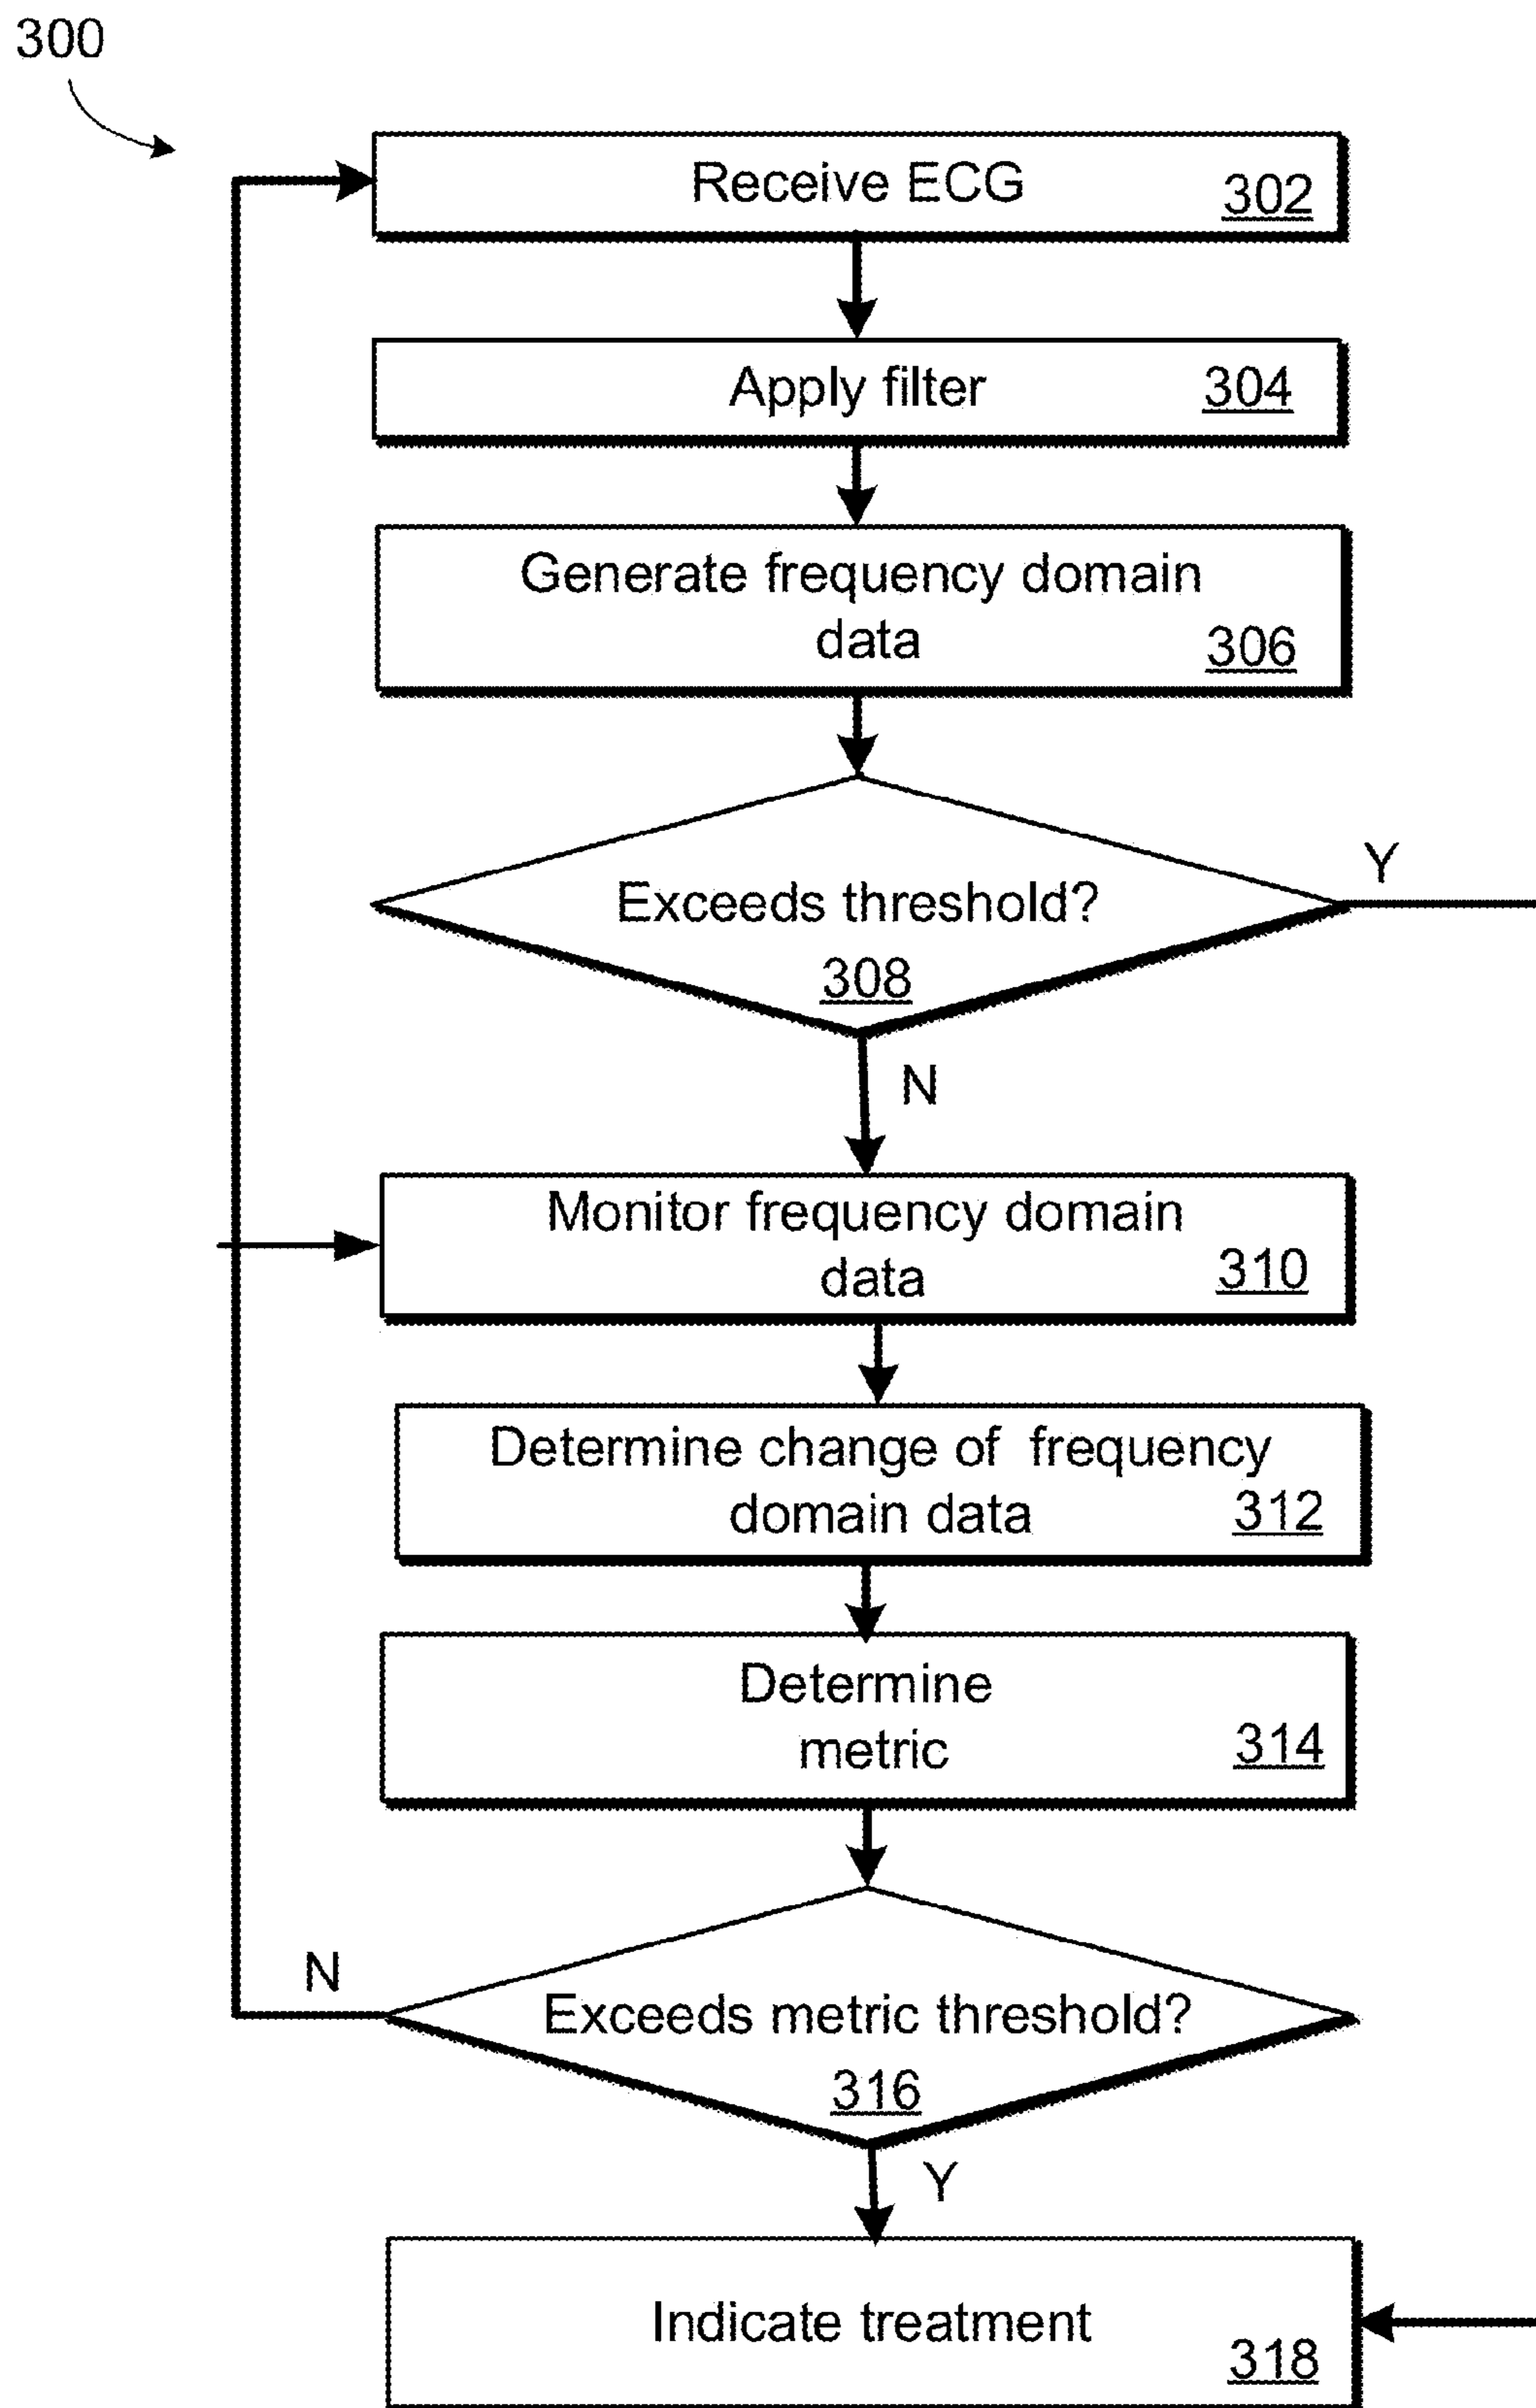 300
Receive ECG
302
Apply filter
304
Generate frequency domain
data
306
Y
Exceeds threshold?
308
N
Monitor frequency domain
data
310
Determine change of frequency
domain data
312
Determine
metric
314
N
Exceeds metric threshold?
316
Y
Indicate treatment
318